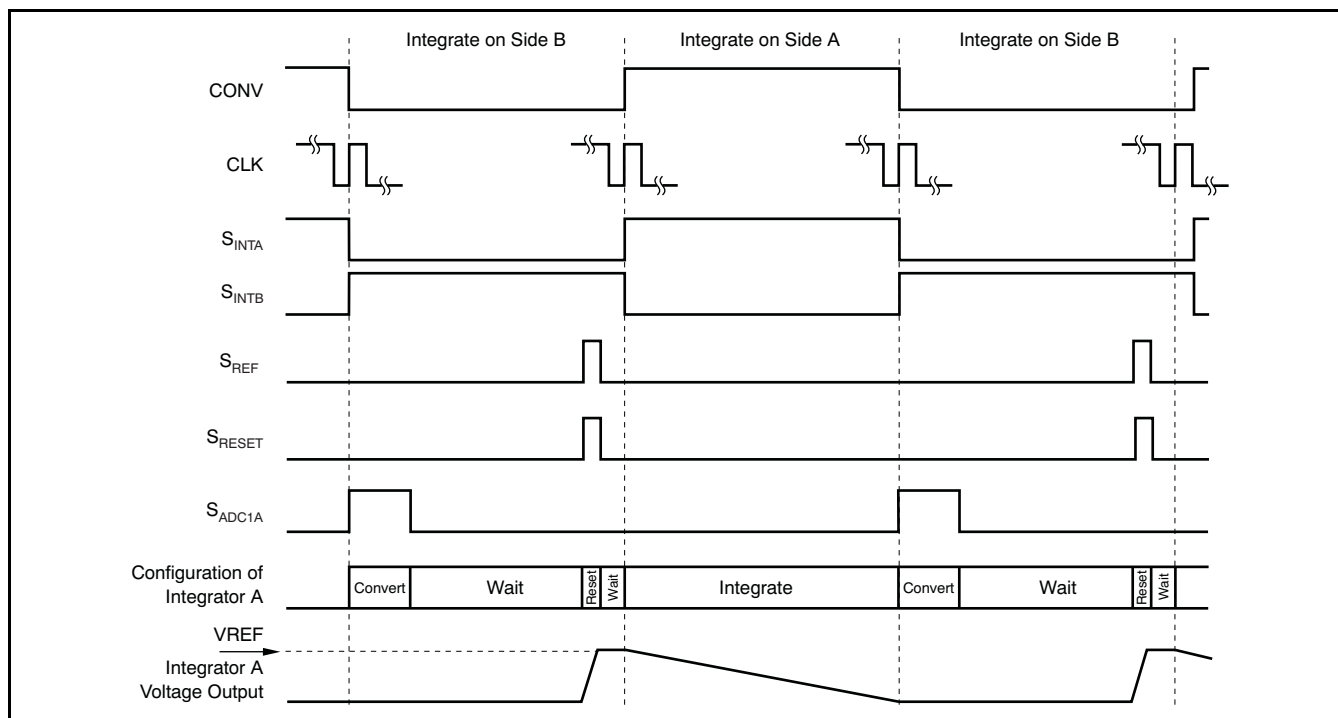 Integrate on Side B
Integrate on Side A
Integrate on Side B
CONV
CLK
SINTA
SINTB
SREF
SRESET
SADC1A
Configuration of
Integrator A
Convert
Wait
Reset
Wait
Integrate
Convert
Wait
Reset
Wait
VREF
Integrator A
Voltage Output